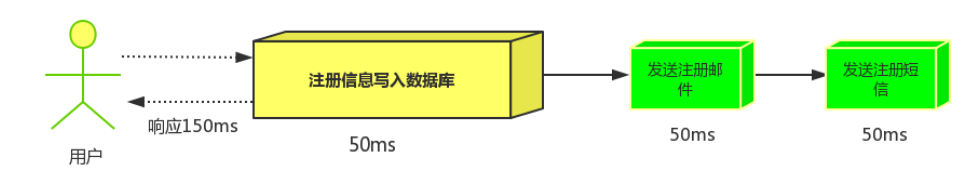 注册信息写入数据库
发送注册邮
件
发送注册短
信
响应150ms
50ms
50ms
50ms
用户